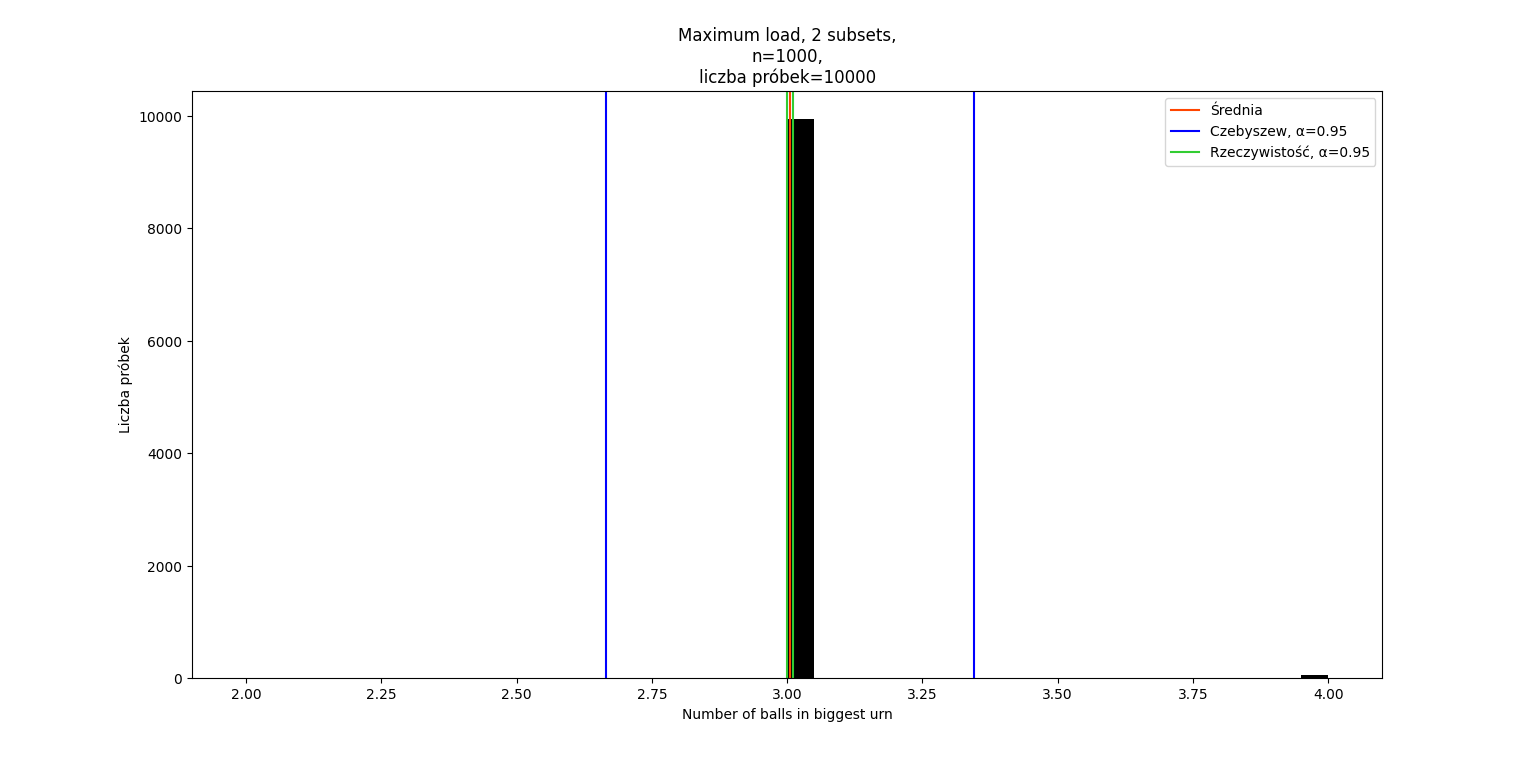 Maximum load, 2 subsets,
n=1000,
liczba próbek=10000
Średnia
Czebyszew, α=0.95
Rzeczywistość, α=0.95
Liczba próbek
10000
8000
6000
4000
2000
0
2.00 2.25 2.50 2.75 3.00 3.25 3.50 3.75 4.00
Number of balls in biggest urn